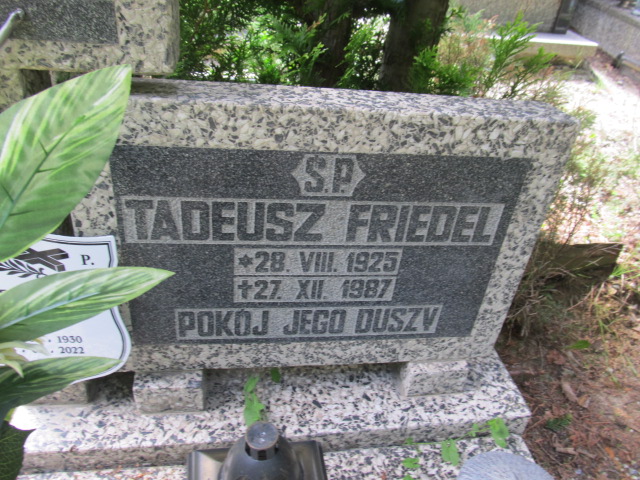 Ś.P.
TADEUSZ FRIEDEL
*28. VIII. 1925
†27. XII. 1987
POKÓJ JEGO DUSZY
P.
1930
2022